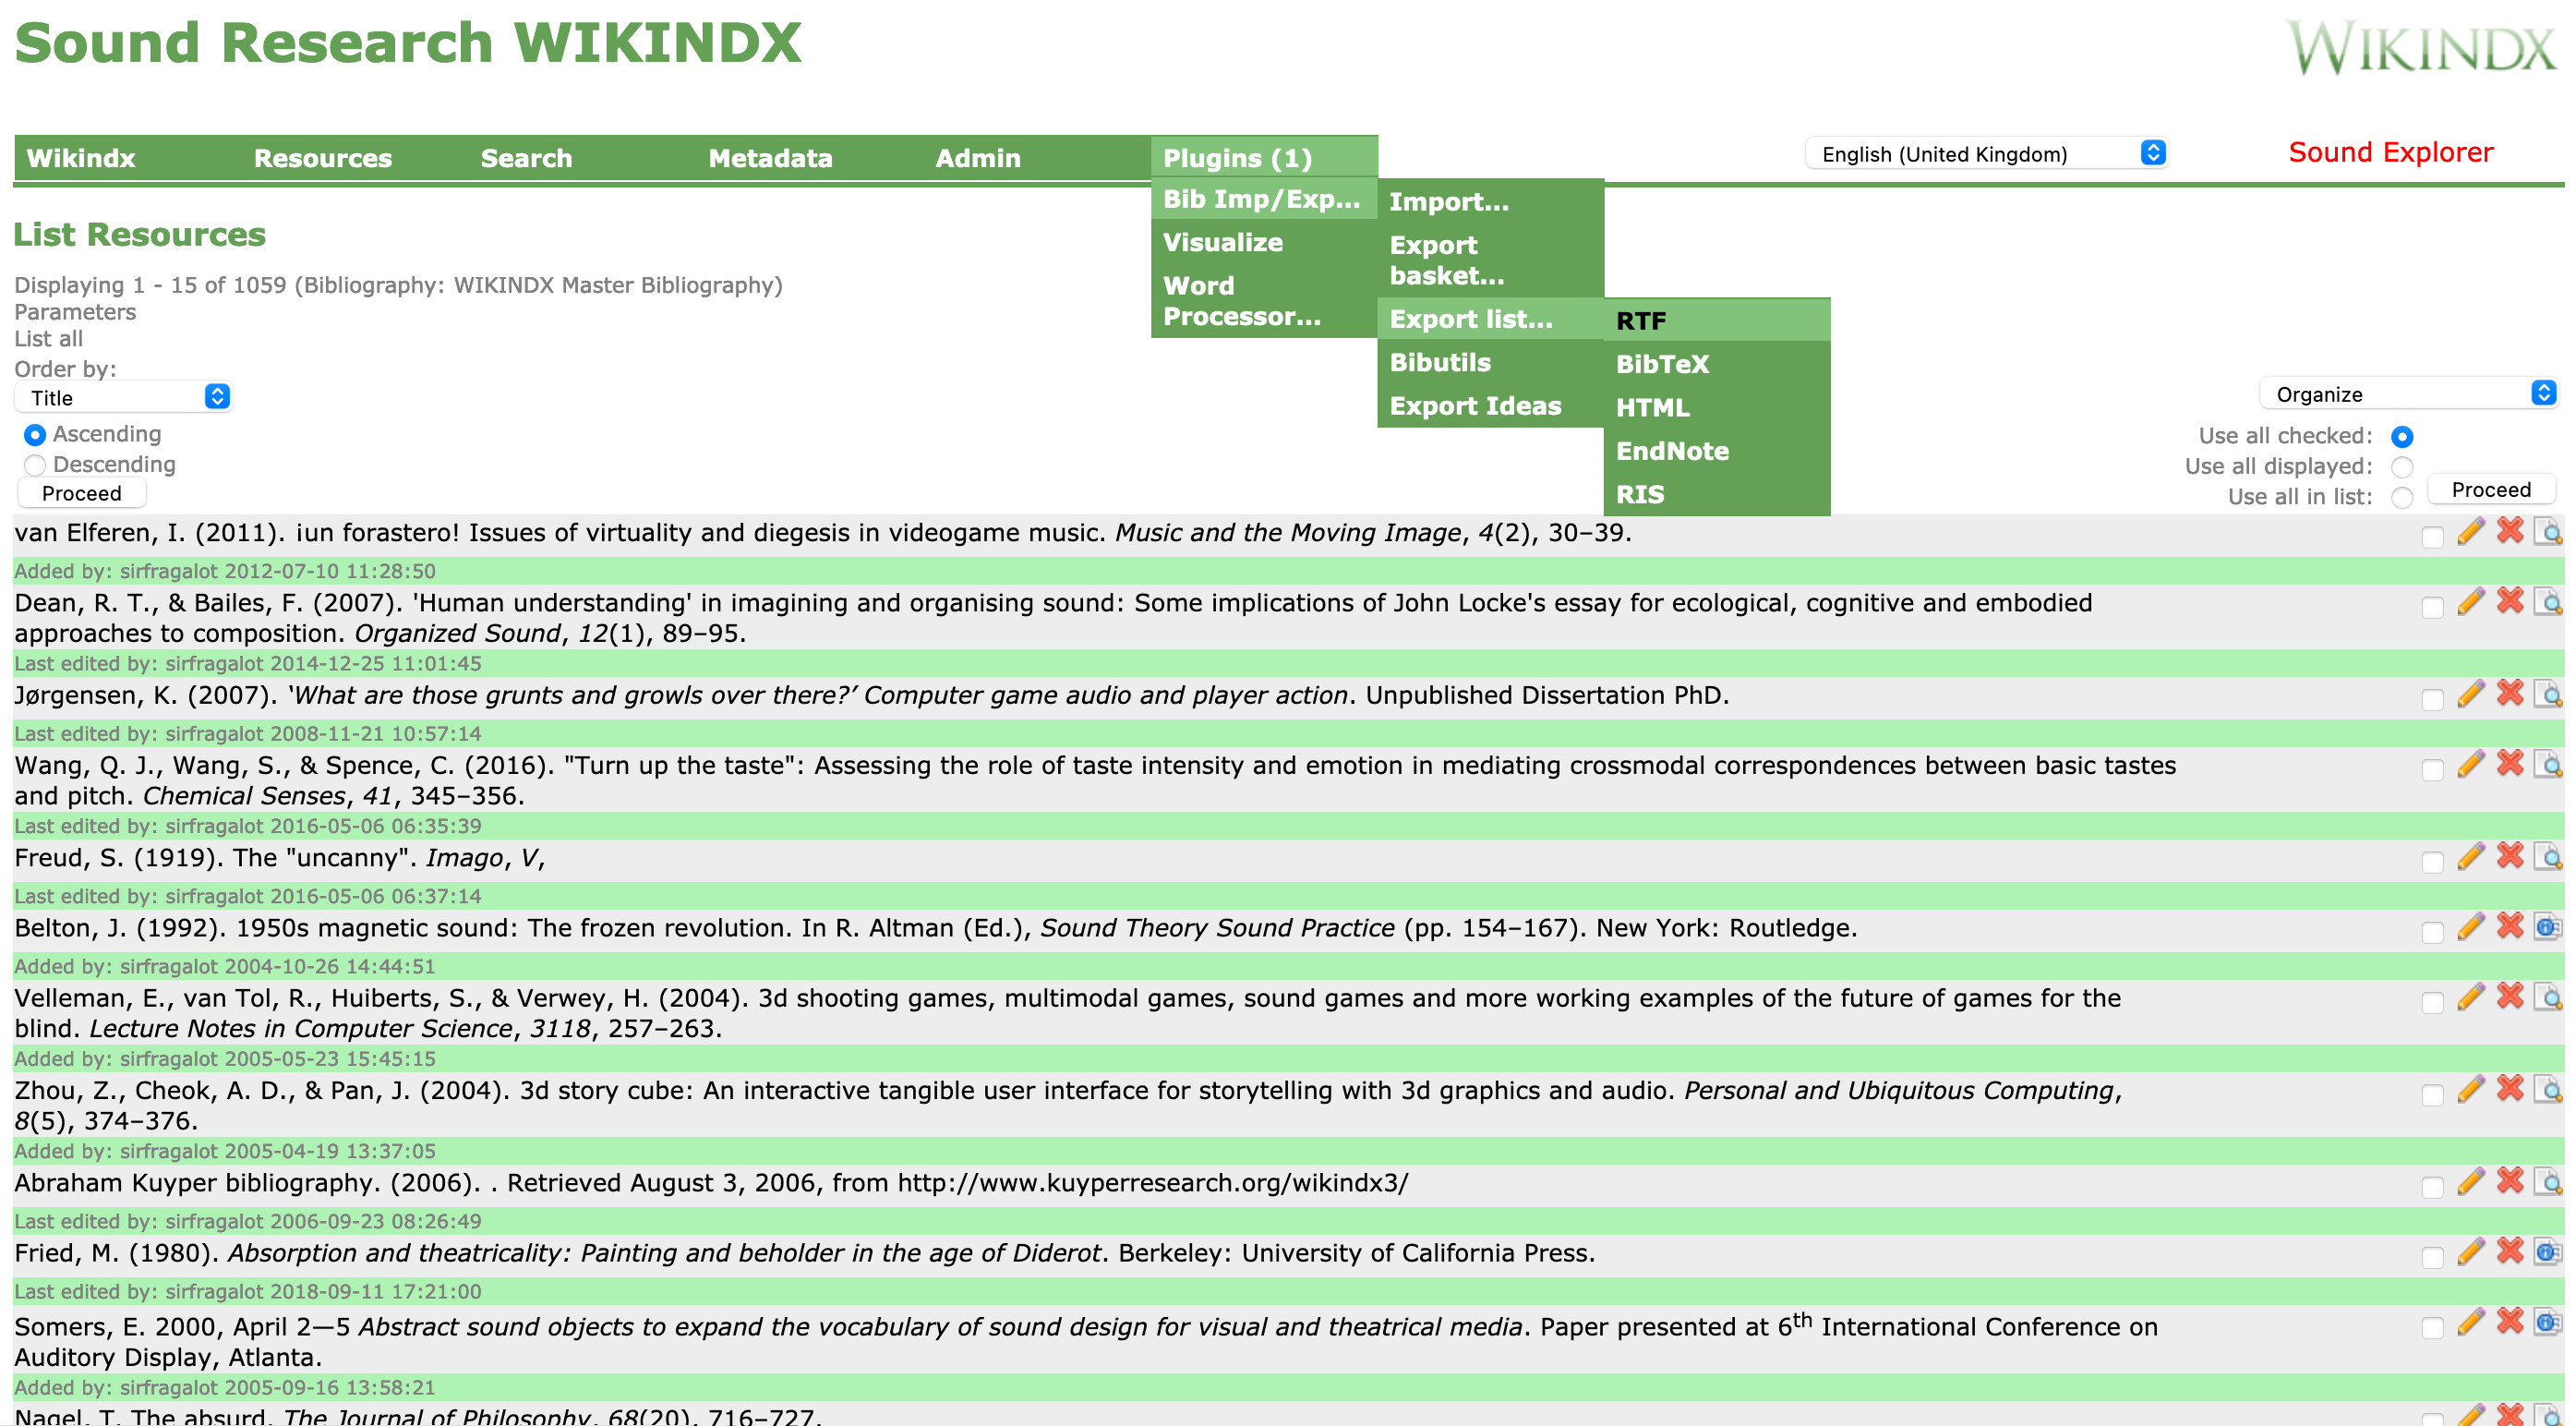 Sound Research WIKINDX
WIKINDX
Wikindx
Resources
Search
Metadata
Admin
Plugins (1)
English (United Kingdom)
Sound Explorer
Bib Imp/Exp...
Visualize
Word
Processor...
Import...
Export
basket...
Export list...
Bibutils
Export Ideas
RTF
BibTeX
HTML
EndNote
RIS
List Resources
Displaying 1 - 15 of 1059 (Bibliography: WIKINDX Master Bibliography)
Parameters
List all
Order by:
Title
Ascending
Descending
Proceed
Organize
Use all checked:
Use all displayed:
Use all in list:
Proceed
van Elferen, I. (2011). ¡un forastero! Issues of virtuality and diegesis in videogame music. Music and the Moving Image, 4(2), 30–39.
Added by: sirfragalot 2012-07-10 11:28:50
Dean, R. T., & Bailes, F. (2007). 'Human understanding' in imagining and organising sound: Some implications of John Locke's essay for ecological, cognitive and embodied
approaches to composition. Organized Sound, 12(1), 89–95.
Last edited by: sirfragalot 2014-12-25 11:01:45
Jørgensen, K. (2007). ‘What are those grunts and growls over there?’ Computer game audio and player action. Unpublished Dissertation PhD.
Last edited by: sirfragalot 2008-11-21 10:57:14
Wang, Q. J., Wang, S., & Spence, C. (2016). "Turn up the taste": Assessing the role of taste intensity and emotion in mediating crossmodal correspondences between basic tastes
and pitch. Chemical Senses, 41, 345–356.
Last edited by: sirfragalot 2016-05-06 06:35:39
Freud, S. (1919). The "uncanny". Imago, V,
Last edited by: sirfragalot 2016-05-06 06:37:14
Belton, J. (1992). 1950s magnetic sound: The frozen revolution. In R. Altman (Ed.), Sound Theory Sound Practice (pp. 154–167). New York: Routledge.
Added by: sirfragalot 2004-10-26 14:44:51
Velleman, E., van Tol, R., Huiberts, S., & Verwey, H. (2004). 3d shooting games, multimodal games, sound games and more working examples of the future of games for the
blind. Lecture Notes in Computer Science, 3118, 257–263.
Added by: sirfragalot 2005-05-23 15:45:15
Zhou, Z., Cheok, A. D., & Pan, J. (2004). 3d story cube: An interactive tangible user interface for storytelling with 3d graphics and audio. Personal and Ubiquitous Computing,
8(5), 374–376.
Added by: sirfragalot 2005-04-19 13:37:05
Abraham Kuyper bibliography. (2006). . Retrieved August 3, 2006, from http://www.kuyperresearch.org/wikindx3/
Last edited by: sirfragalot 2006-09-23 08:26:49
Fried, M. (1980). Absorption and theatricality: Painting and beholder in the age of Diderot. Berkeley: University of California Press.
Last edited by: sirfragalot 2018-09-11 17:21:00
Somers, E. 2000, April 2—5 Abstract sound objects to expand the vocabulary of sound design for visual and theatrical media. Paper presented at 6th International Conference on
Auditory Display, Atlanta.
Added by: sirfragalot 2005-09-16 13:58:21
Nagel, T. The absurd. The Journal of Philosophy, 68(20), 716–727.